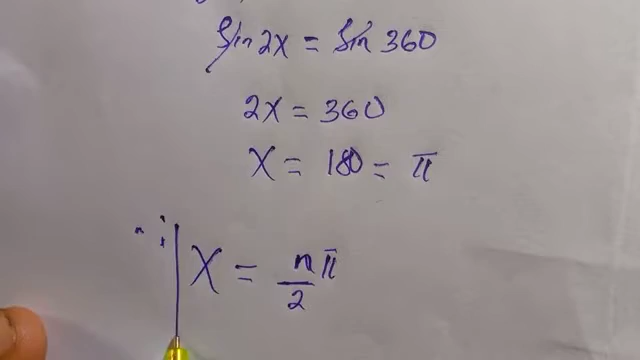 Sin 2x = Sin 360
2x = 360
x = 180 = π
x = nπ/2